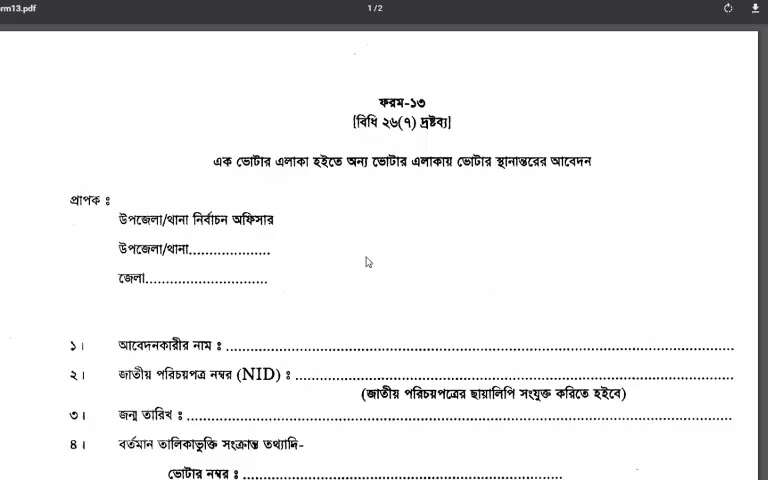 rm13.pdf
1 / 2
ফরম-১৩
[বিধি ২৬(৭) দ্রষ্টব্য]
এক ভোটার এলাকা হইতে অন্য ভোটার এলাকায় ভোটার স্থানান্তরের আবেদন
প্রাপক ঃ
উপজেলা/থানা নির্বাচন অফিসার
উপজেলা/থানা....................
জেলা..............................
১। আবেদনকারীর নাম ঃ ..............................................................
২। জাতীয় পরিচয়পত্র নম্বর (NID) ঃ ..............................................................
(জাতীয় পরিচয়পত্রের ছায়ালিপি সংযুক্ত করিতে হইবে)
৩। জন্ম তারিখ ঃ ..............................................................
৪। বর্তমান তালিকাভুক্তি সংক্রান্ত তথ্যাদি-
ভোটার নম্বর ঃ ..............................................................